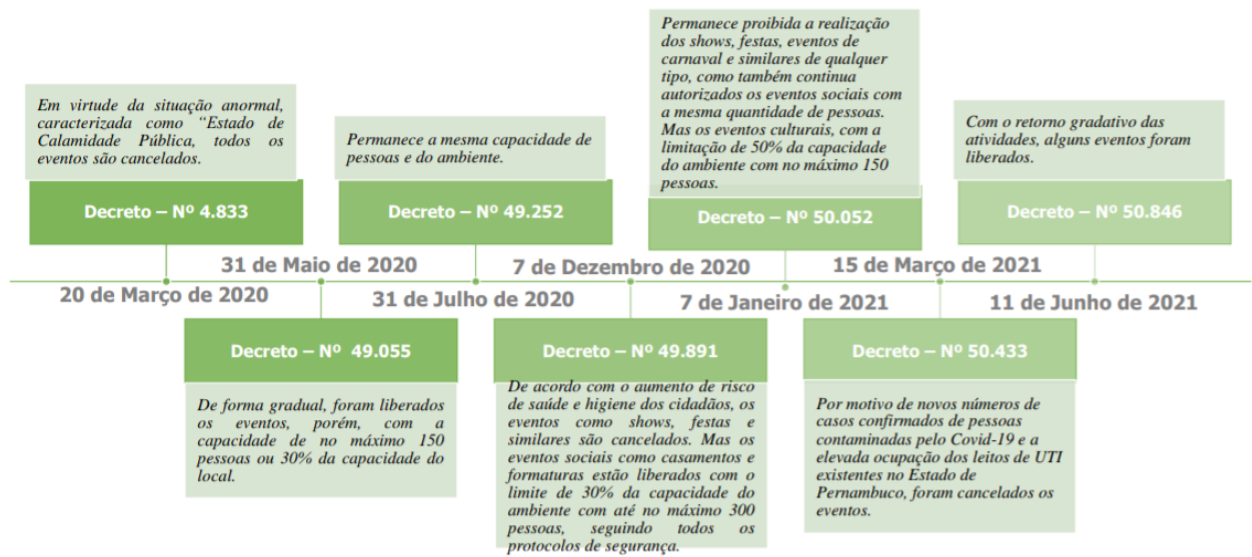 Em virtude da situação anormal,
caracterizada como “Estado de
Calamidade Pública, todos os
eventos são cancelados.
Decreto – Nº 4.833
20 de Março de 2020
31 de Maio de 2020
Decreto – Nº 49.055
De forma gradual, foram liberados
os eventos, porém, com a
capacidade de no máximo 150
pessoas ou 30% da capacidade do
local.
Permanece a mesma capacidade de
pessoas e do ambiente.
Decreto – Nº 49.252
31 de Julho de 2020
7 de Dezembro de 2020
Decreto – Nº 49.891
De acordo com o aumento de risco
de saúde e higiene dos cidadãos, os
eventos como shows, festas e
similares são cancelados. Mas os
eventos sociais como casamentos e
formaturas estão liberados com o
limite de 30% da capacidade do
ambiente com até no máximo 300
pessoas, seguindo todos os
protocolos de segurança.
Permanece proibida a realização
dos shows, festas, eventos de
carnaval e similares de qualquer
tipo, como também continua
autorizados os eventos sociais com
a mesma quantidade de pessoas.
Mas os eventos culturais, com a
limitação de 50% da capacidade
do ambiente com no máximo 150
pessoas.
Decreto – Nº 50.052
7 de Janeiro de 2021
15 de Março de 2021
Decreto – Nº 50.433
Por motivo de novos números de
casos confirmados de pessoas
contaminadas pelo Covid-19 e a
elevada ocupação dos leitos de UTI
existentes no Estado de
Pernambuco, foram cancelados os
eventos.
Com o retorno gradativo das
atividades, alguns eventos foram
liberados.
Decreto – Nº 50.846
11 de Junho de 2021